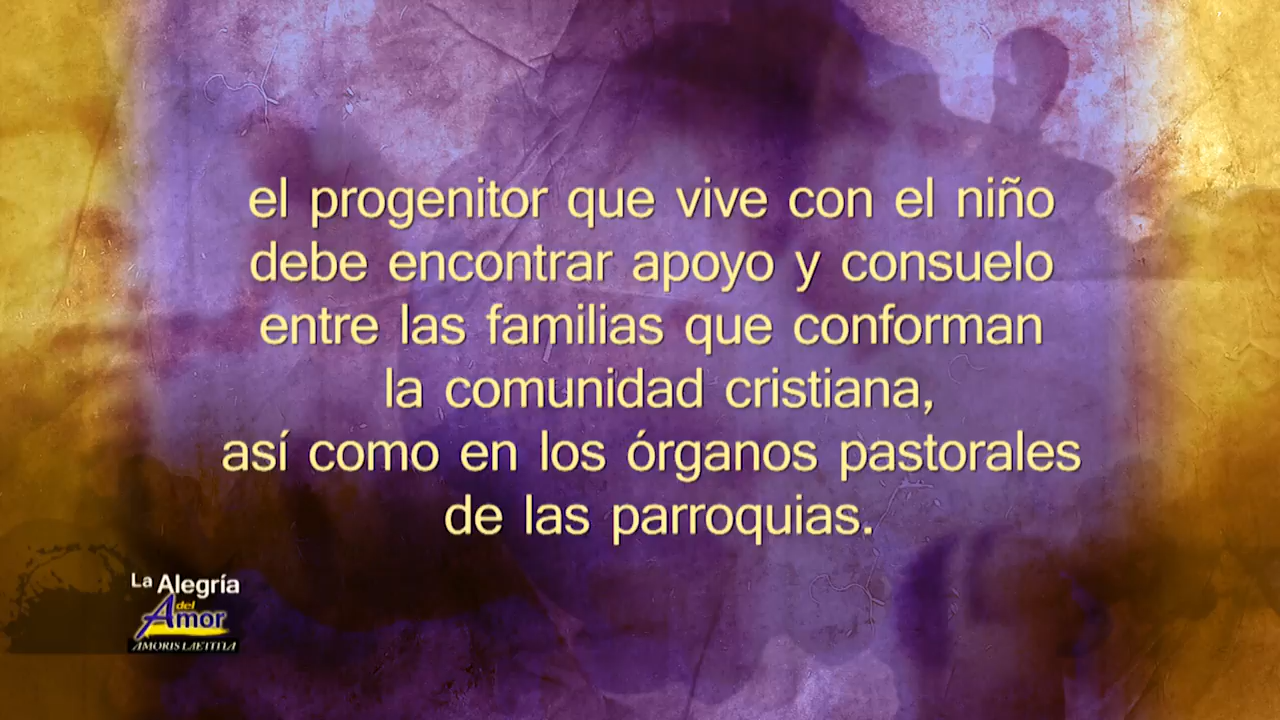 el progenitor que vive con el niño
debe encontrar apoyo y consuelo
entre las familias que conforman
la comunidad cristiana,
así como en los órganos pastorales
de las parroquias.
La Alegría
del
Amor
AMORIS LAETITIA